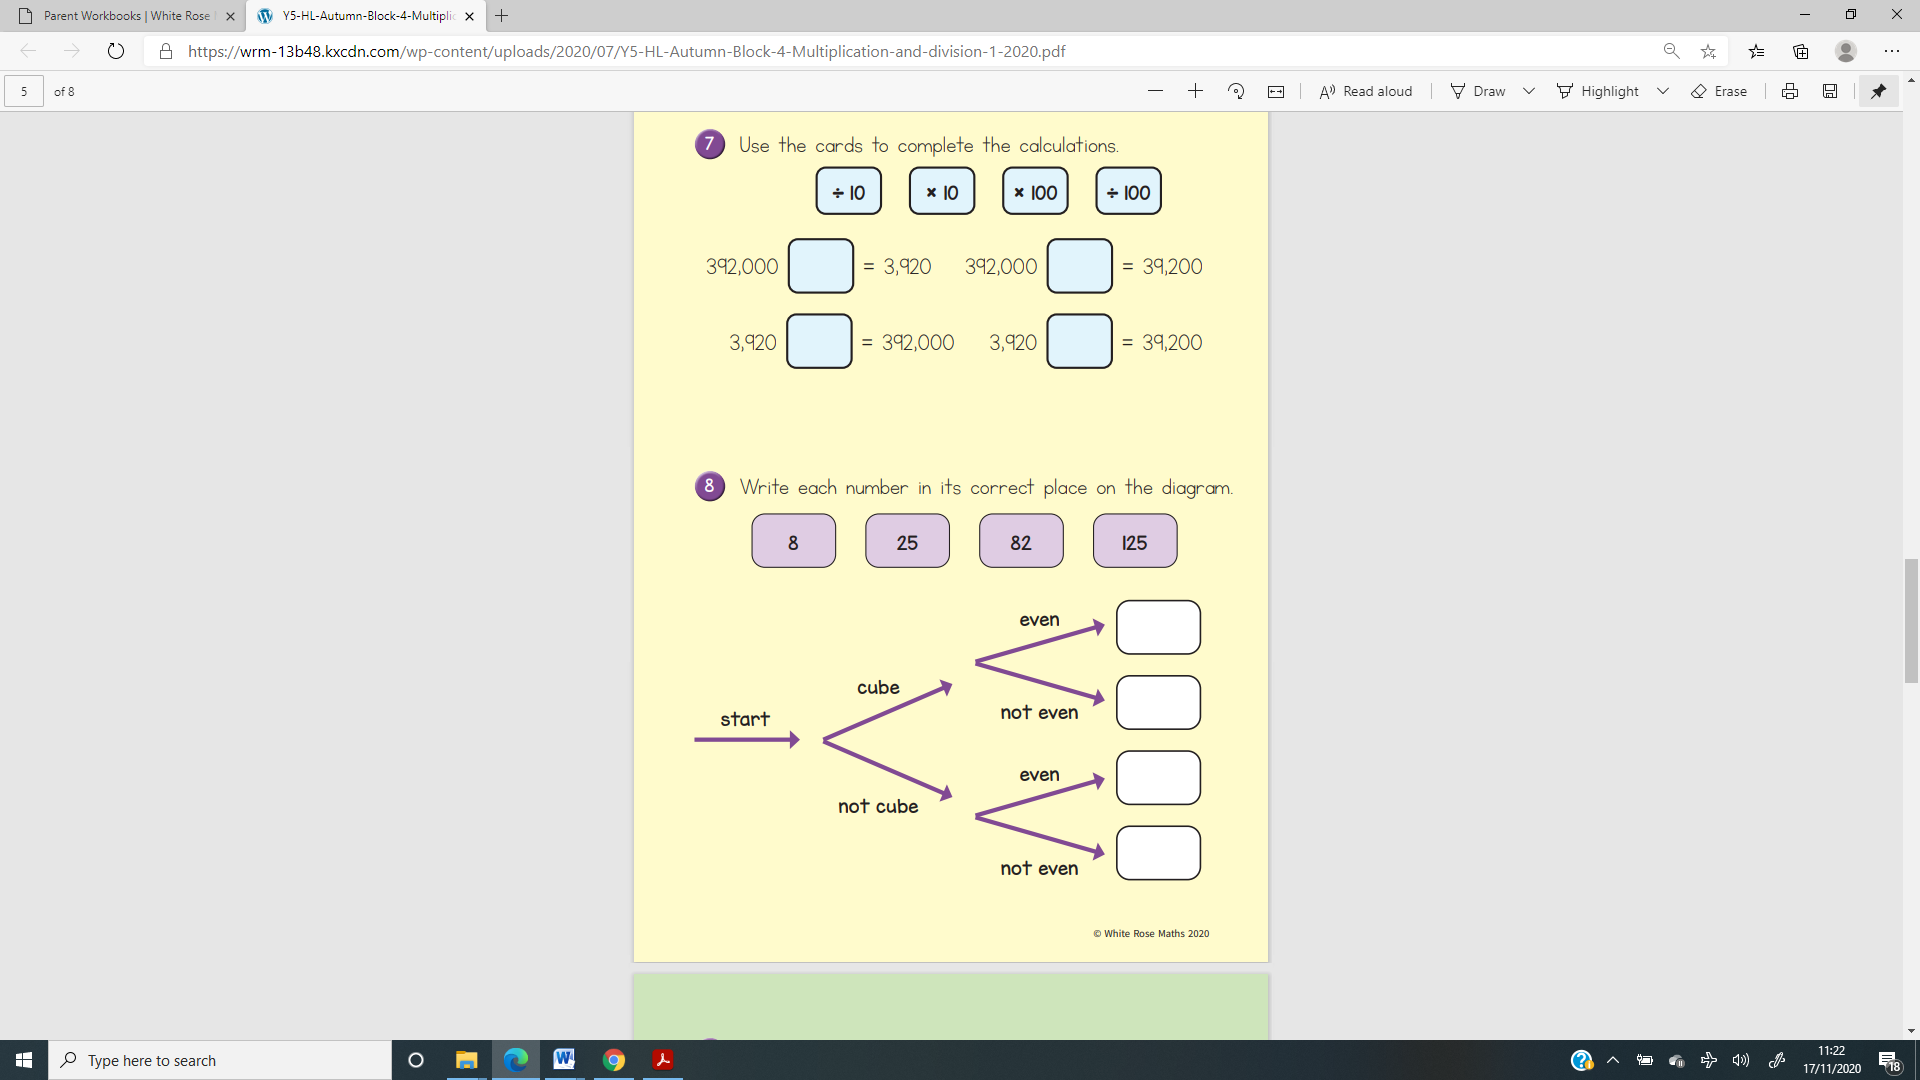 Parent Workbooks | White Rose
Y5-HL-Autumn-Block-4-Multiplic
https://wrm-13b48.kxcdn.com/wp-content/uploads/2020/07/Y5-HL-Autumn-Block-4-Multiplication-and-division-1-2020.pdf
5 of 8 Read aloud Draw Highlight Erase
7 Use the cards to complete the calculations.
÷ 10 × 10 × 100 ÷ 100
392,000 = 3,920 392,000 = 39,200
3,920 = 392,000 3,920 = 39,200
8 Write each number in its correct place on the diagram.
8 25 82 125
even
cube
not even
start
even
not cube
not even
© White Rose Maths 2020
Type here to search
11:22
17/11/2020
18